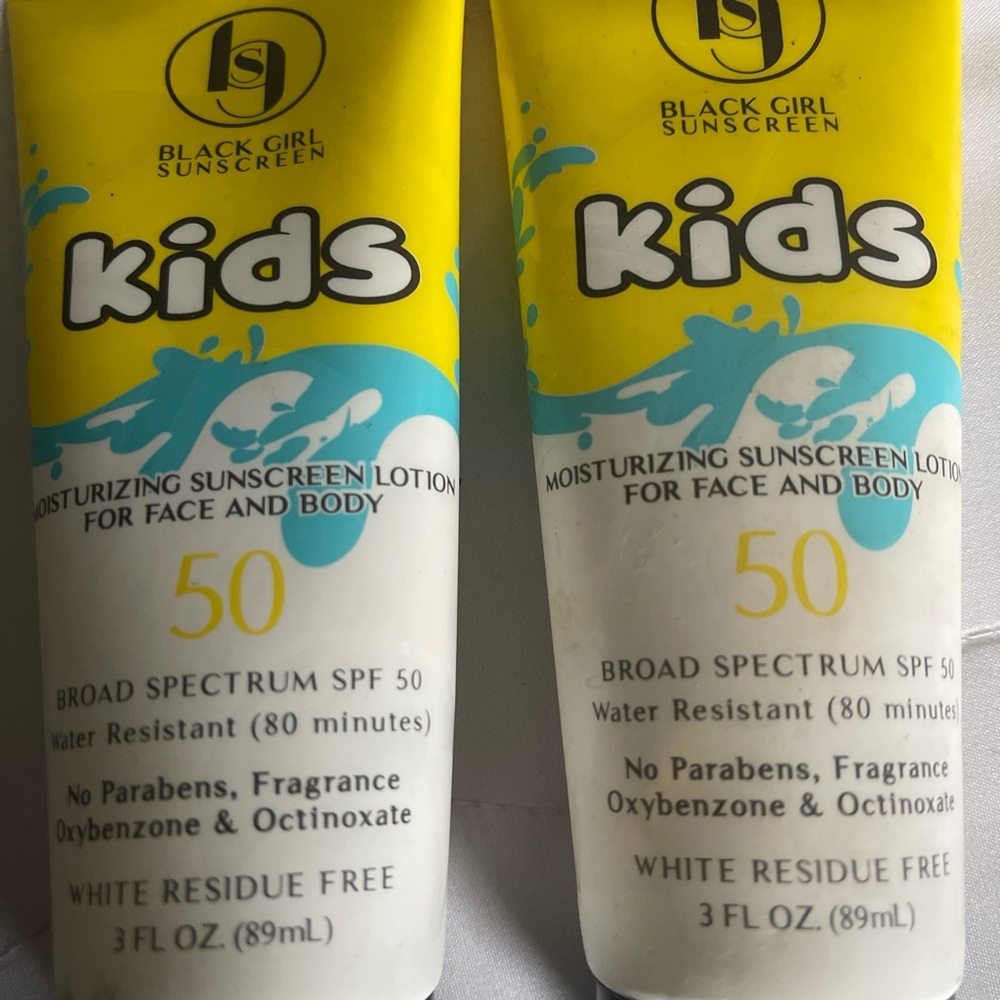 BLACK GIRL
SUNSCREEN
kids
MOISTURIZING SUNSCREEN LOTION
FOR FACE AND BODY
50
BROAD SPECTRUM SPF 50
Water Resistant (80 minutes)
No Parabens, Fragrance
Oxybenzone & Octinoxate
WHITE RESIDUE FREE
3 FL OZ. (89mL)
bsg
BLACK GIRL
SUNSCREEN
kids
MOISTURIZING SUNSCREEN LOTION
FOR FACE AND BODY
50
BROAD SPECTRUM SPF 50
Water Resistant (80 minutes)
No Parabens, Fragrance
Oxybenzone & Octinoxate
WHITE RESIDUE FREE
3 FL OZ. (89mL)